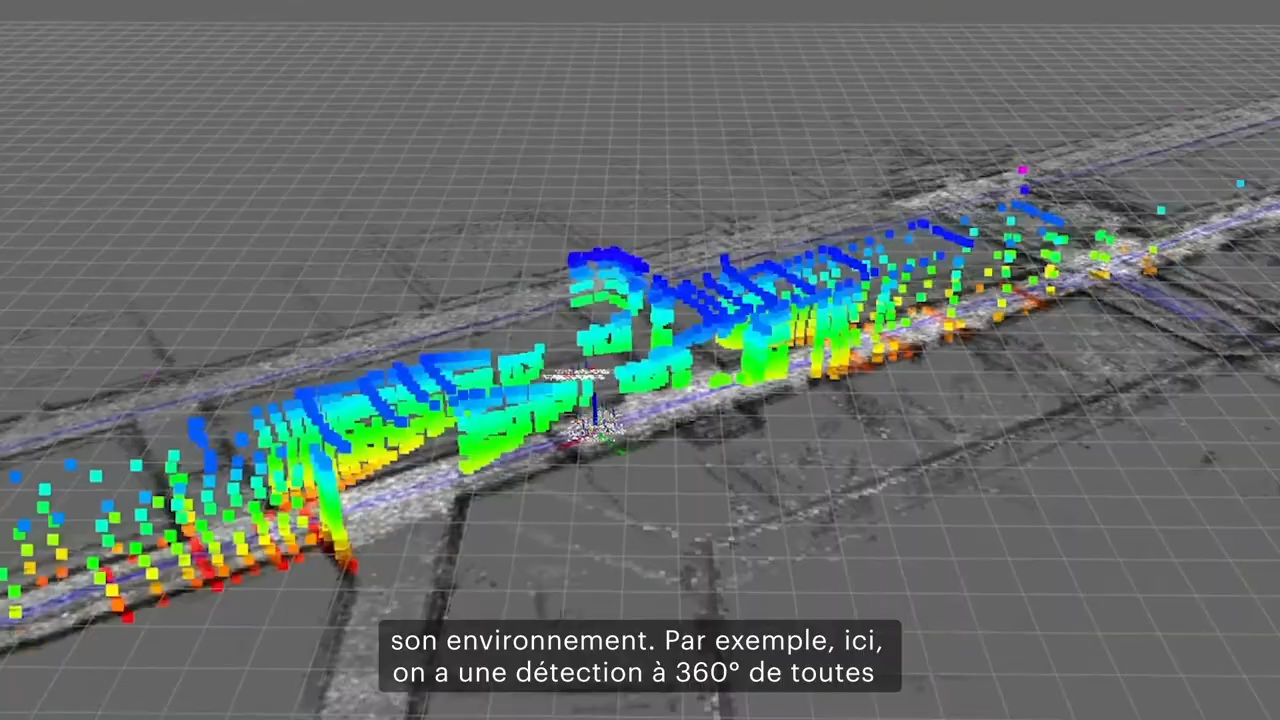 son environnement. Par exemple, ici,
on a une détection à 360° de toutes